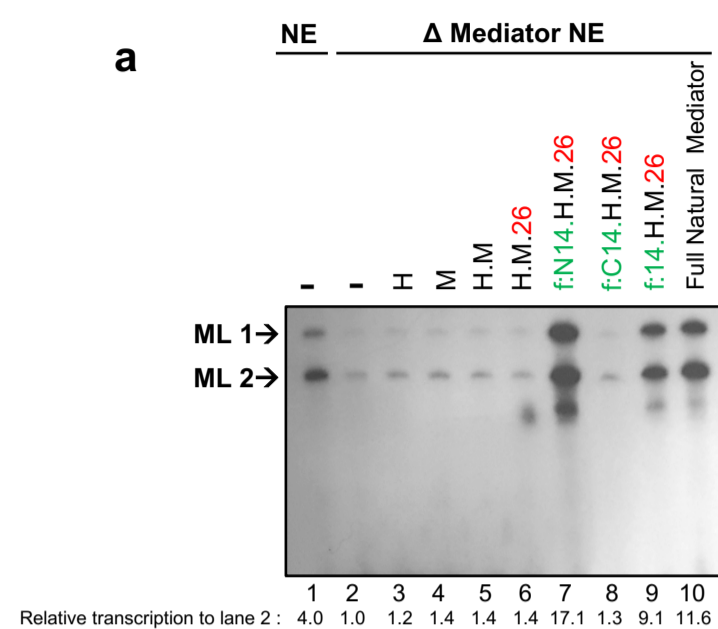 a
NE
Δ Mediator NE
-
-
H
M
H.M
H.M.26
f:N14.H.M.26
f:C14.H.M.26
f:14.H.M.26
Full Natural Mediator
ML 1→
ML 2→
1 2 3 4 5 6 7 8 9 10
Relative transcription to lane 2 : 4.0 1.0 1.2 1.4 1.4 1.4 17.1 1.3 9.1 11.6